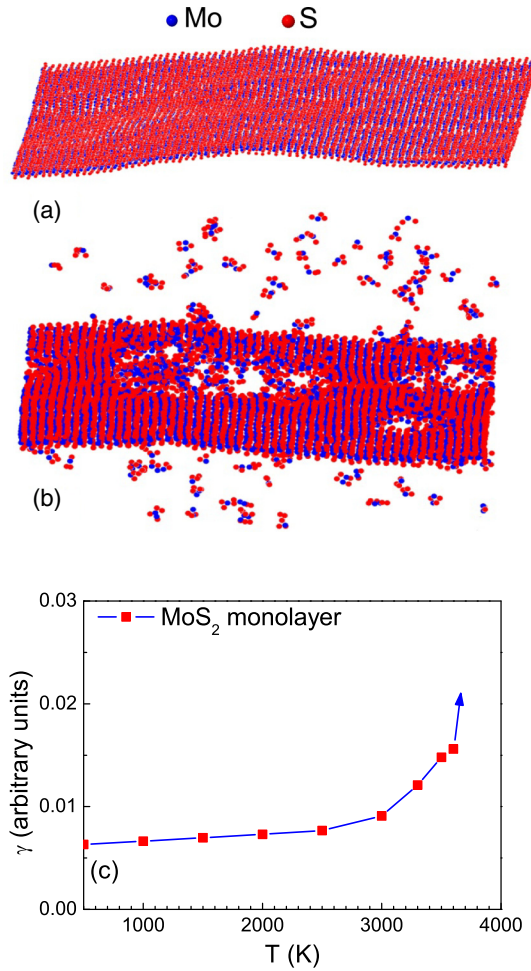 Mo S
(a)
(b)
0.03
MoS₂ monolayer
0.02
γ (arbitrary units)
0.01
(c)
0.00
1000 2000 3000 4000
T (K)